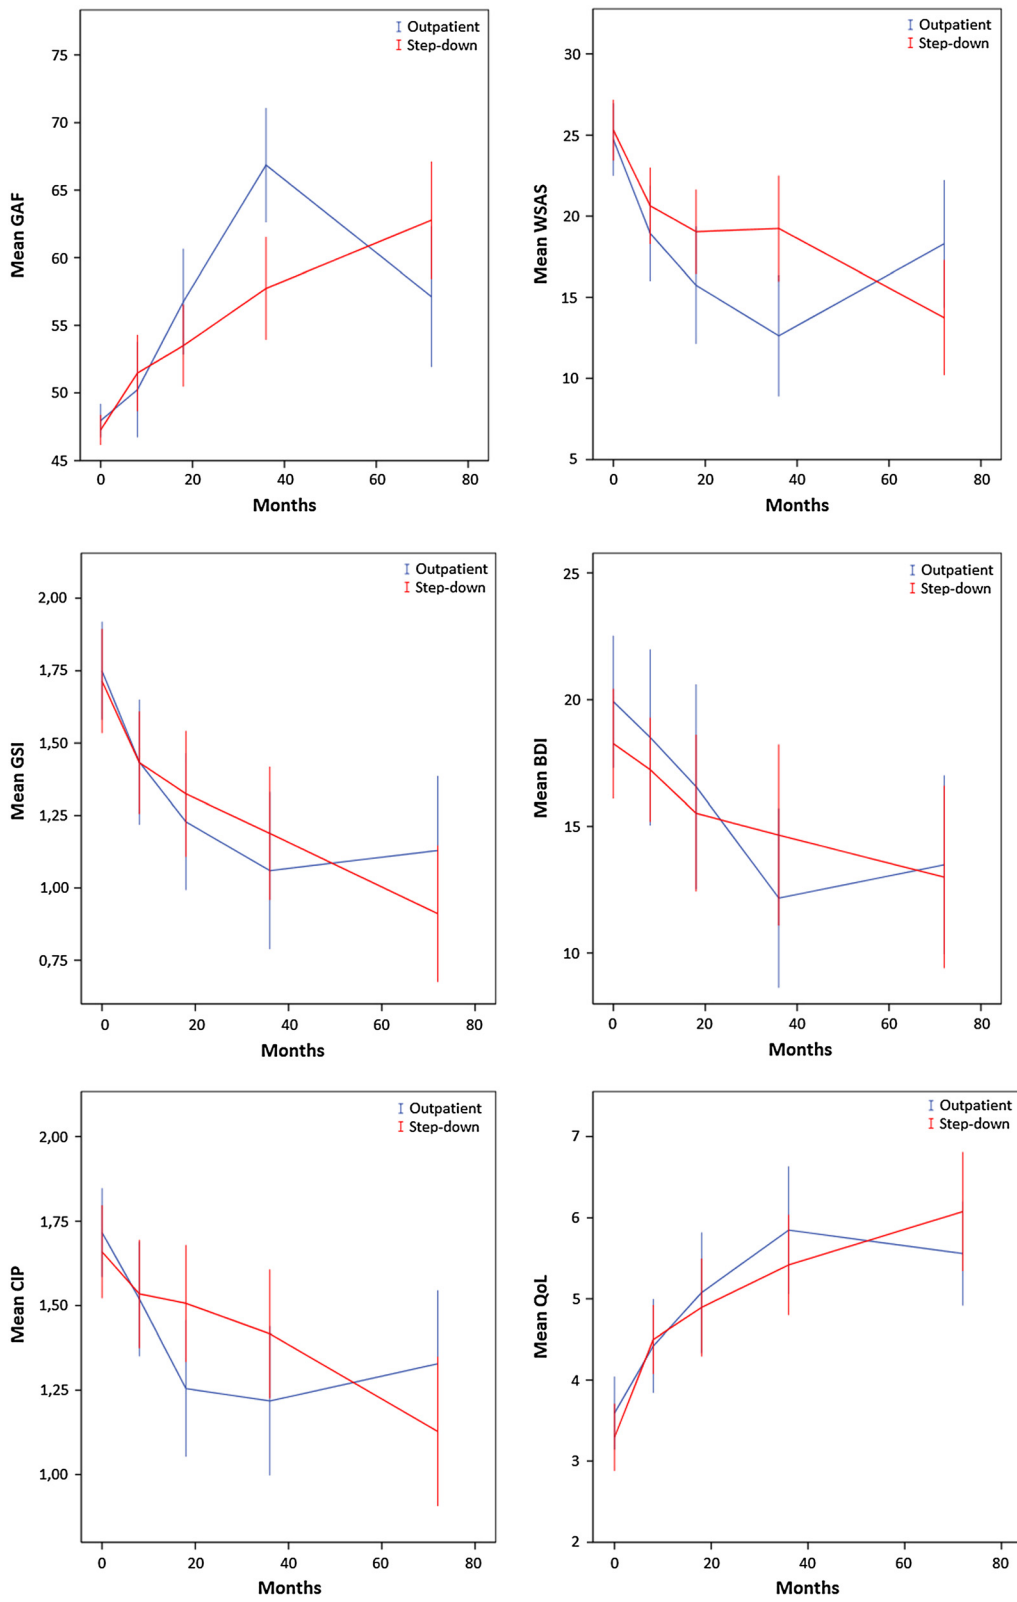 Outpatient
Step-down
75
70
65
60
55
50
45
Mean GAF
0 20 40 60 80
Months
Outpatient
Step-down
30
25
20
15
10
5
Mean WSAS
0 20 40 60 80
Months
Outpatient
Step-down
2,00
1,75
1,50
1,25
1,00
0,75
Mean GSI
0 20 40 60 80
Months
Outpatient
Step-down
25
20
15
10
Mean BDI
0 20 40 60 80
Months
Outpatient
Step-down
2,00
1,75
1,50
1,25
1,00
Mean CIP
0 20 40 60 80
Months
Outpatient
Step-down
7
6
5
4
3
2
Mean QoL
0 20 40 60 80
Months